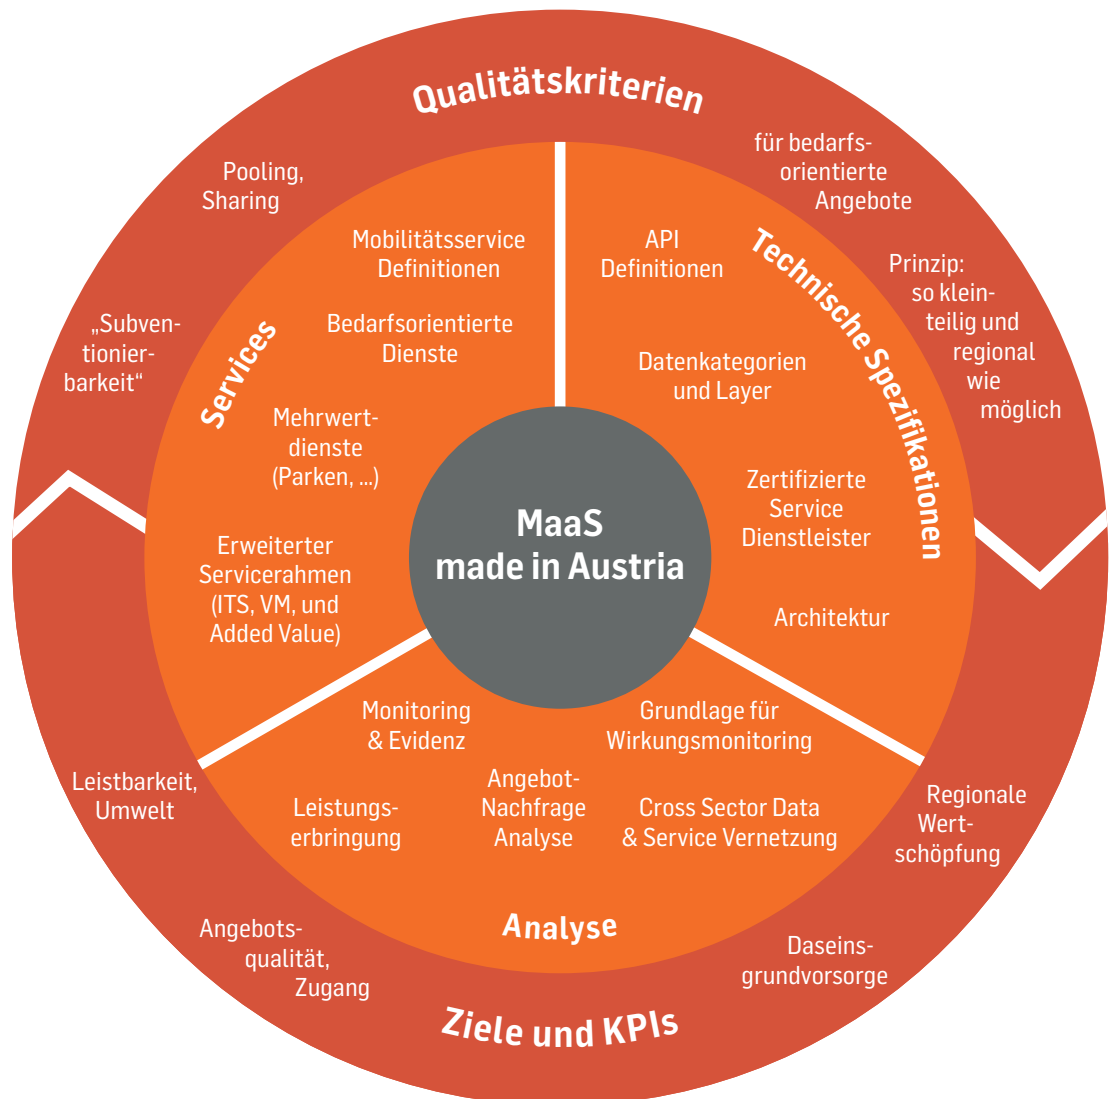 Qualitätskriterien
Pooling,
Sharing
„Subven-
tionier-
barkeit“
für bedarfs-
orientierte
Angebote
Prinzip:
so klein-
teilig und
regional
wie
möglich
Services
Mobilitätsservice
Definitionen
Bedarfsorientierte
Dienste
Mehrwert-
dienste
(Parken, ...)
Erweiterter
Servicerahmen
(ITS, VM, und
Added Value)
Technische Spezifikationen
API
Definitionen
Datenkategorien
und Layer
Zertifizierte
Service
Dienstleister
Architektur
MaaS
made in Austria
Monitoring
& Evidenz
Grundlage für
Wirkungsmonitoring
Leistungs-
erbringung
Angebot-
Nachfrage
Analyse
Cross Sector Data
& Service Vernetzung
Analyse
Leistbarkeit,
Umwelt
Angebots-
qualität,
Zugang
Regionale
Wert-
schöpfung
Daseins-
grundvorsorge
Ziele und KPIs